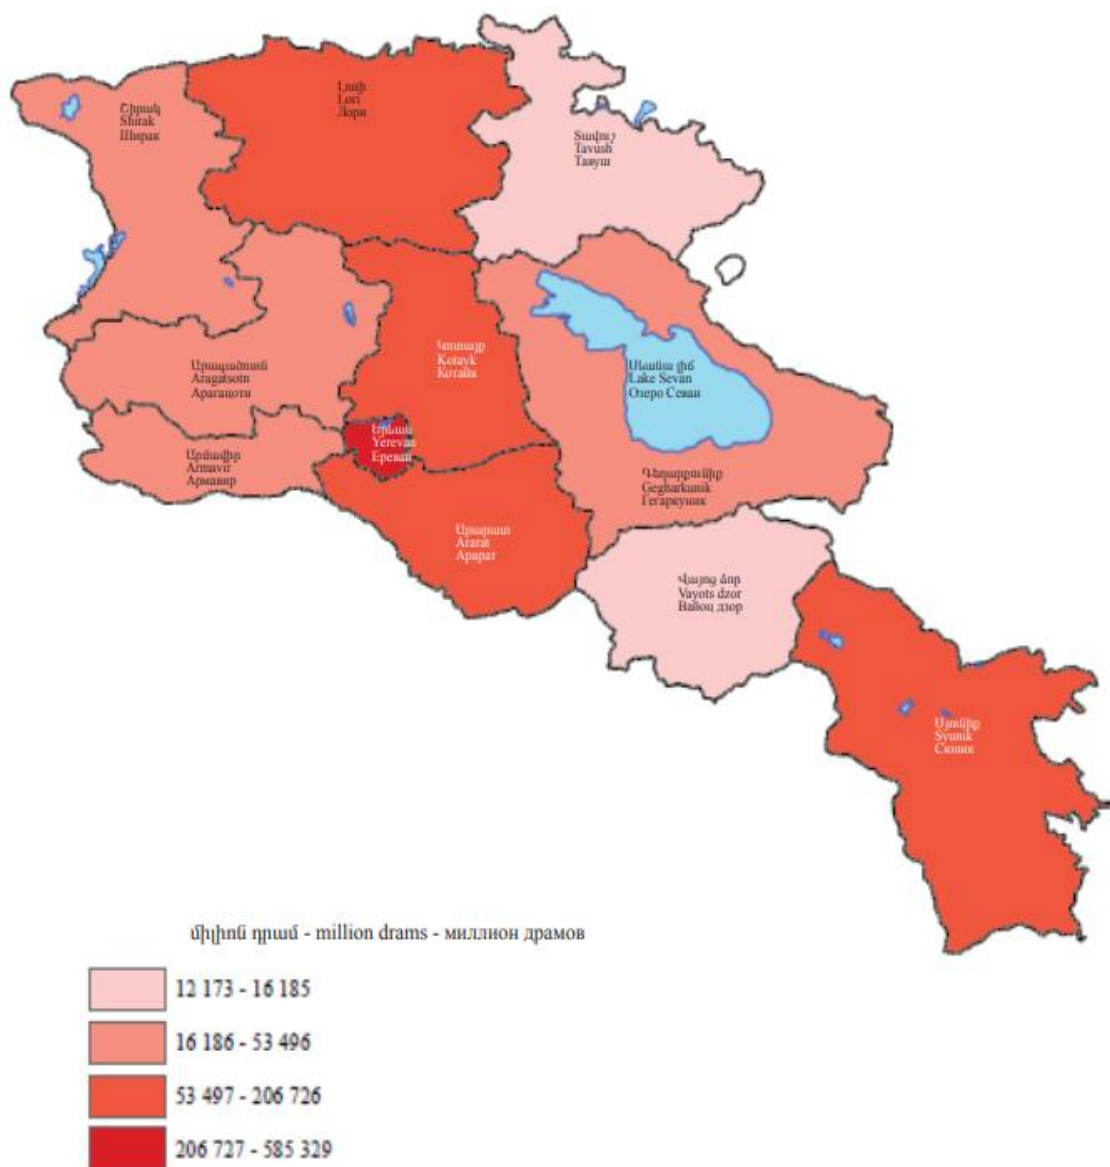 Լոռի
Lori
Лори
Շիրակ
Shirak
Ширак
Տավուշ
Tavush
Тавуш
Արագածոտն
Aragatsotn
Арагацотн
Կոտայք
Kotayk
Котайк
Սևանա լիճ
Lake Sevan
Озеро Севан
Երևան
Yerevan
Ереван
Արմավիր
Armavir
Армавир
Գեղարքունիք
Gegharkunik
Гегаркуник
Արարատ
Ararat
Арарат
Վայոց ձոր
Vayots dzor
Вайоц дзор
Սյունիք
Syunik
Сюник
միլիոն դրամ - million drams - миллион драмов
12 173 - 16 185
16 186 - 53 496
53 497 - 206 726
206 727 - 585 329